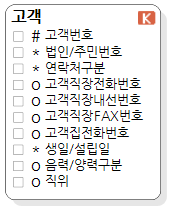 고객 K
# 고객번호
* 법인/주민번호
* 연락처구분
o 고객직장전화번호
o 고객직장내선번호
o 고객직장FAX번호
o 고객집전화번호
* 생일/설립일
o 음력/양력구분
o 직위